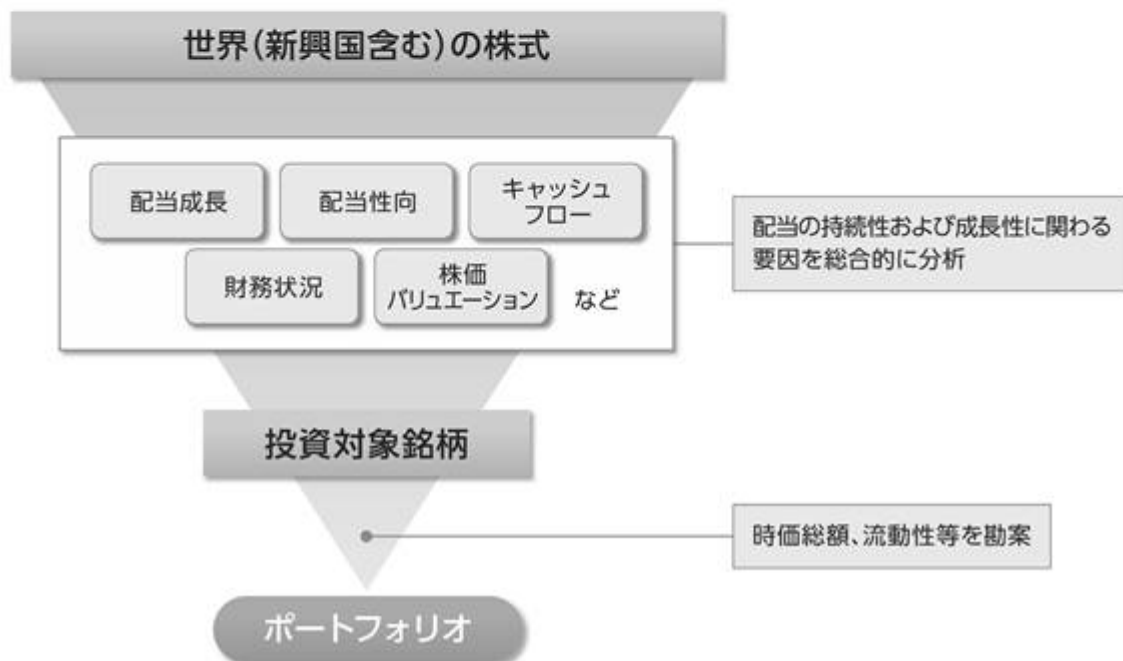 世界(新興国含む)の株式
配当成長
配当性向
キャッシュ
フロー
財務状況
株価
バリュエーション
など
配当の持続性および成長性に関わる
要因を総合的に分析
投資対象銘柄
時価総額、流動性等を勘案
ポートフォリオ